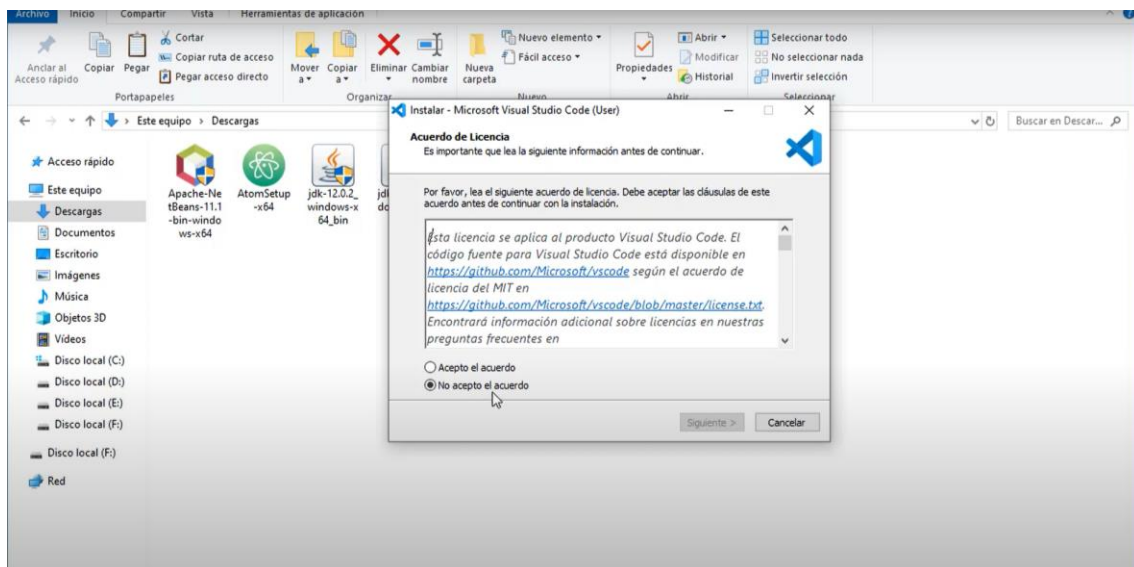 Archivo Inicio Compartir Vista Herramientas de aplicación
Anclar al Acceso rápido
Copiar
Pegar
Cortar
Copiar ruta de acceso
Pegar acceso directo
Portapapeles
Mover a
Copiar a
Eliminar
Cambiar nombre
Organizar
Nueva carpeta
Nuevo elemento
Fácil acceso
Nuevo
Propiedades
Abrir
Modificar
Historial
Abrir
Seleccionar todo
No seleccionar nada
Invertir selección
Seleccionar
Este equipo > Descargas
Buscar en Descar...
Acceso rápido
Este equipo
Descargas
Documentos
Escritorio
Imágenes
Música
Objetos 3D
Vídeos
Disco local (C:)
Disco local (D:)
Disco local (E:)
Disco local (F:)
Disco local (F:)
Red
Apache-Ne
tBeans-11.1
-bin-windo
ws-x64
AtomSetup
-x64
jdk-12.0.2_
windows-x
64_bin
Instalar - Microsoft Visual Studio Code (User)
Acuerdo de Licencia
Es importante que lea la siguiente información antes de continuar.
Por favor, lea el siguiente acuerdo de licencia. Debe aceptar las cláusulas de este
acuerdo antes de continuar con la instalación.
Esta licencia se aplica al producto Visual Studio Code. El
código fuente para Visual Studio Code está disponible en
https://github.com/Microsoft/vscode según el acuerdo de
licencia del MIT en
https://github.com/Microsoft/vscode/blob/master/license.txt.
Encontrará información adicional sobre licencias en nuestras
preguntas frecuentes en
Acepto el acuerdo
No acepto el acuerdo
Siguiente >
Cancelar